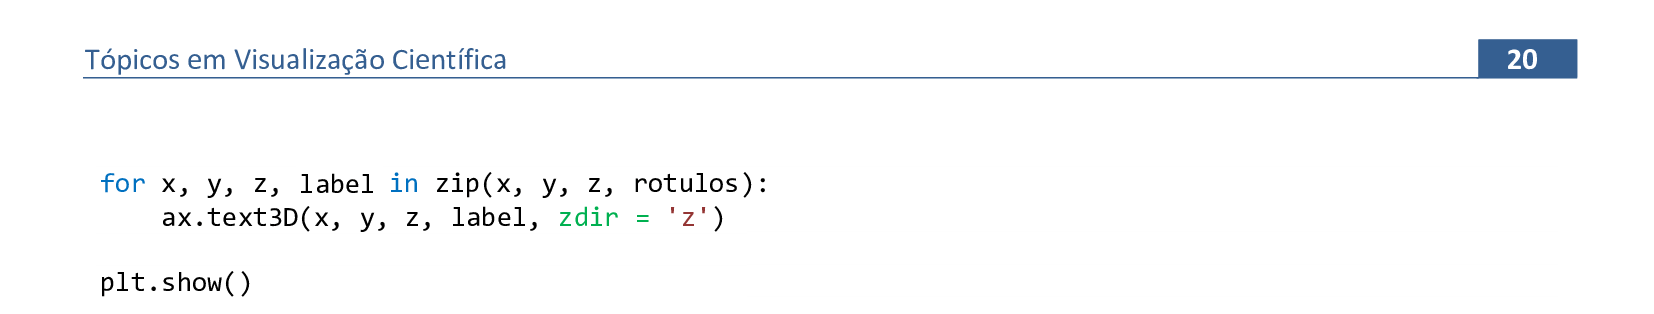 Tópicos em Visualização Científica 20
for x, y, z, label in zip(x, y, z, rotulos):
    ax.text3D(x, y, z, label, zdir = 'z')
plt.show()